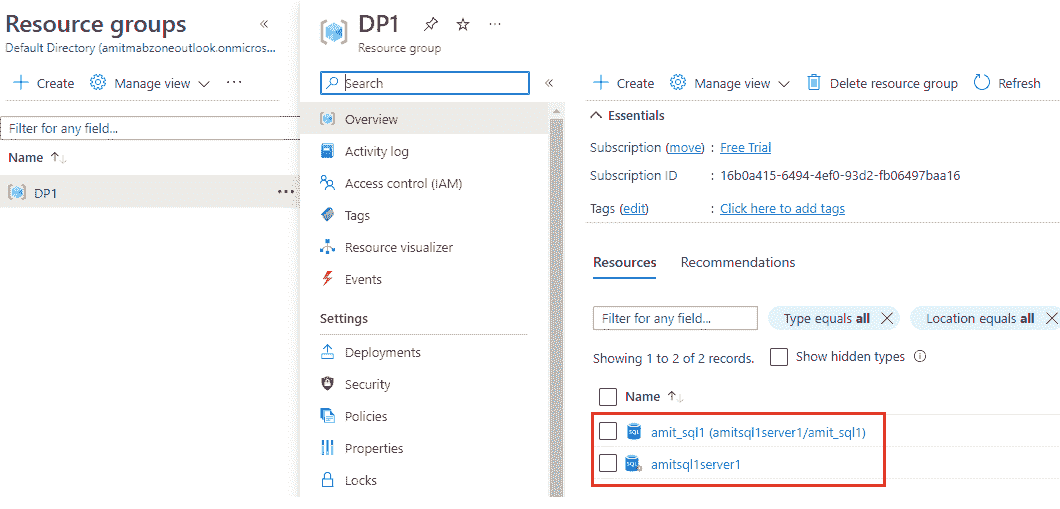 Resource groups
«
Default Directory (amitmabzoneoutlook.onmicros...
+ Create Manage view ...
Filter for any field...
Name ↑↓
DP1 ...
DP1 ...
Resource group
Search «
Overview
Activity log
Access control (IAM)
Tags
Resource visualizer
Events
Settings
Deployments
Security
Policies
Properties
Locks
+ Create Manage view Delete resource group Refresh
Essentials
Subscription (move) : Free Trial
Subscription ID : 16b0a415-6494-4ef0-93d2-fb06497baa16
Tags (edit) : Click here to add tags
Resources Recommendations
Filter for any field... Type equals all Location equals all
Showing 1 to 2 of 2 records. Show hidden types
Name ↑↓
SQL amit_sql1 (amitsql1server1/amit_sql1)
SQL amitsql1server1